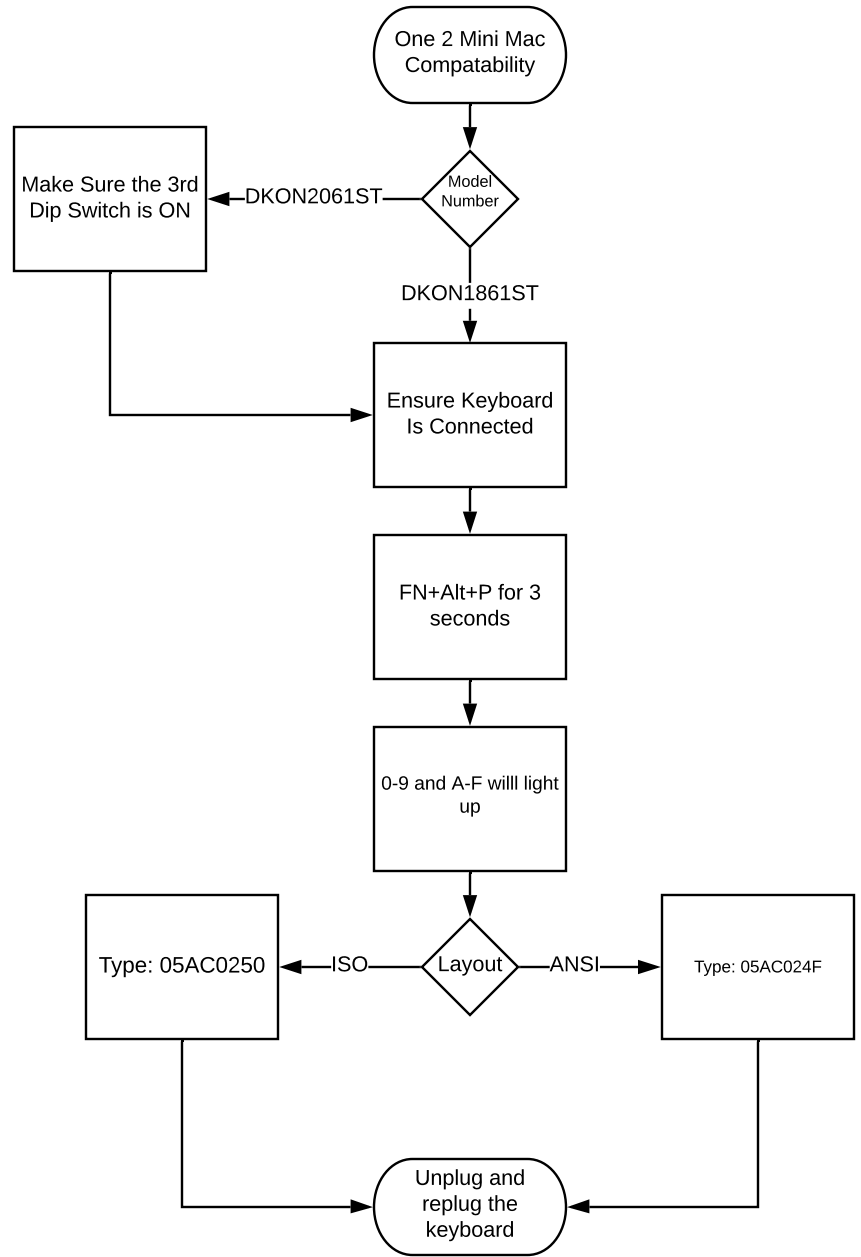 One 2 Mini Mac
Compatability
Model
Number
DKON2061ST
Make Sure the 3rd
Dip Switch is ON
DKON1861ST
Ensure Keyboard
Is Connected
FN+Alt+P for 3
seconds
0-9 and A-F willl light
up
Layout
ISO
Type: 05AC0250
ANSI
Type: 05AC024F
Unplug and
replug the
keyboard